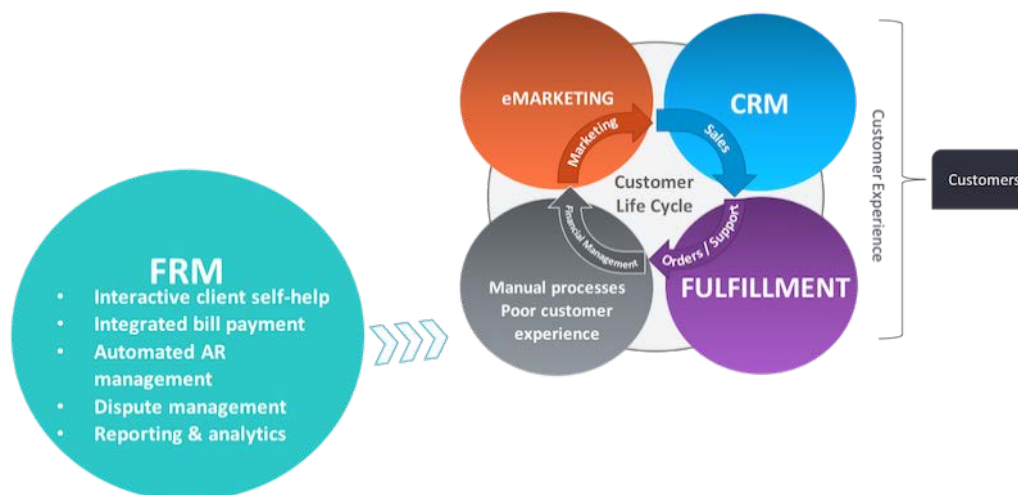 FRM
• Interactive client self-help
• Integrated bill payment
• Automated AR
management
• Dispute management
• Reporting & analytics
eMARKETING
CRM
Marketing
Sales
Customer
Life Cycle
Financial Management
Orders / Support
Manual processes
Poor customer
experience
FULFILLMENT
Customer Experience
Customers